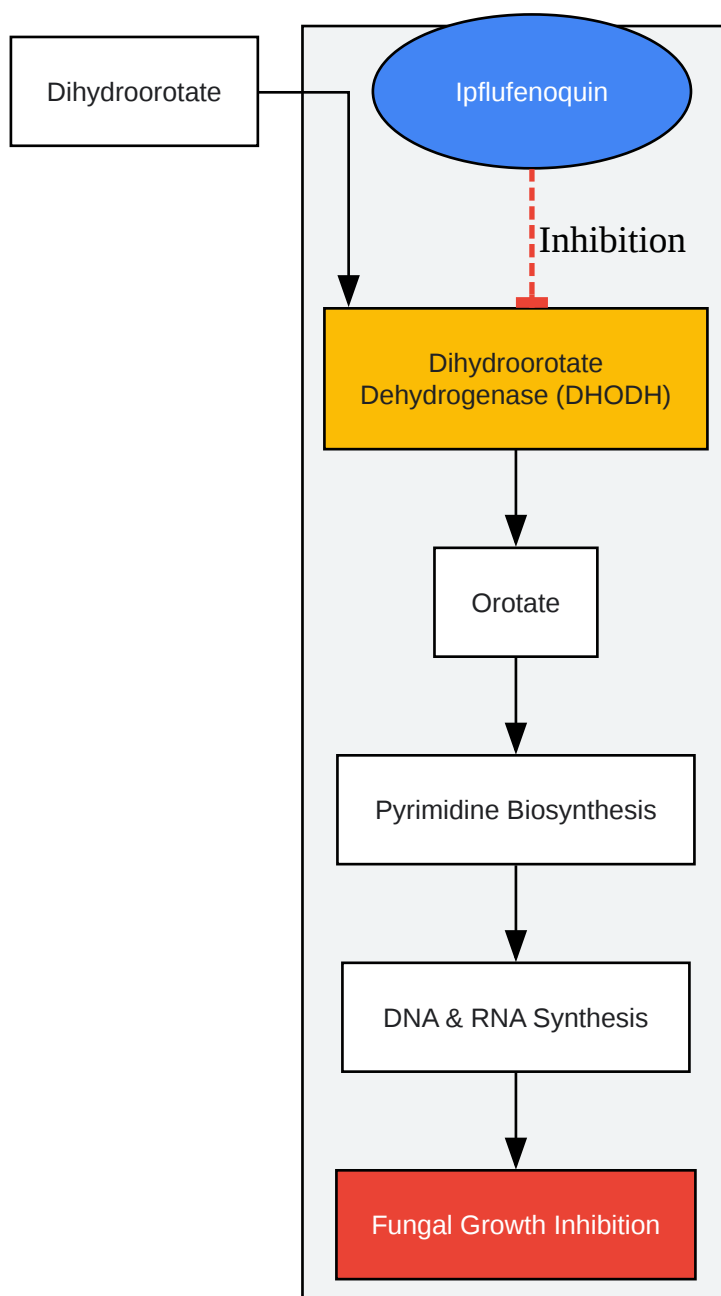 Dihydroorotate
Ipflufenoquin
Inhibition
Dihydroorotate
Dehydrogenase (DHODH)
Orotate
Pyrimidine Biosynthesis
DNA & RNA Synthesis
Fungal Growth Inhibition